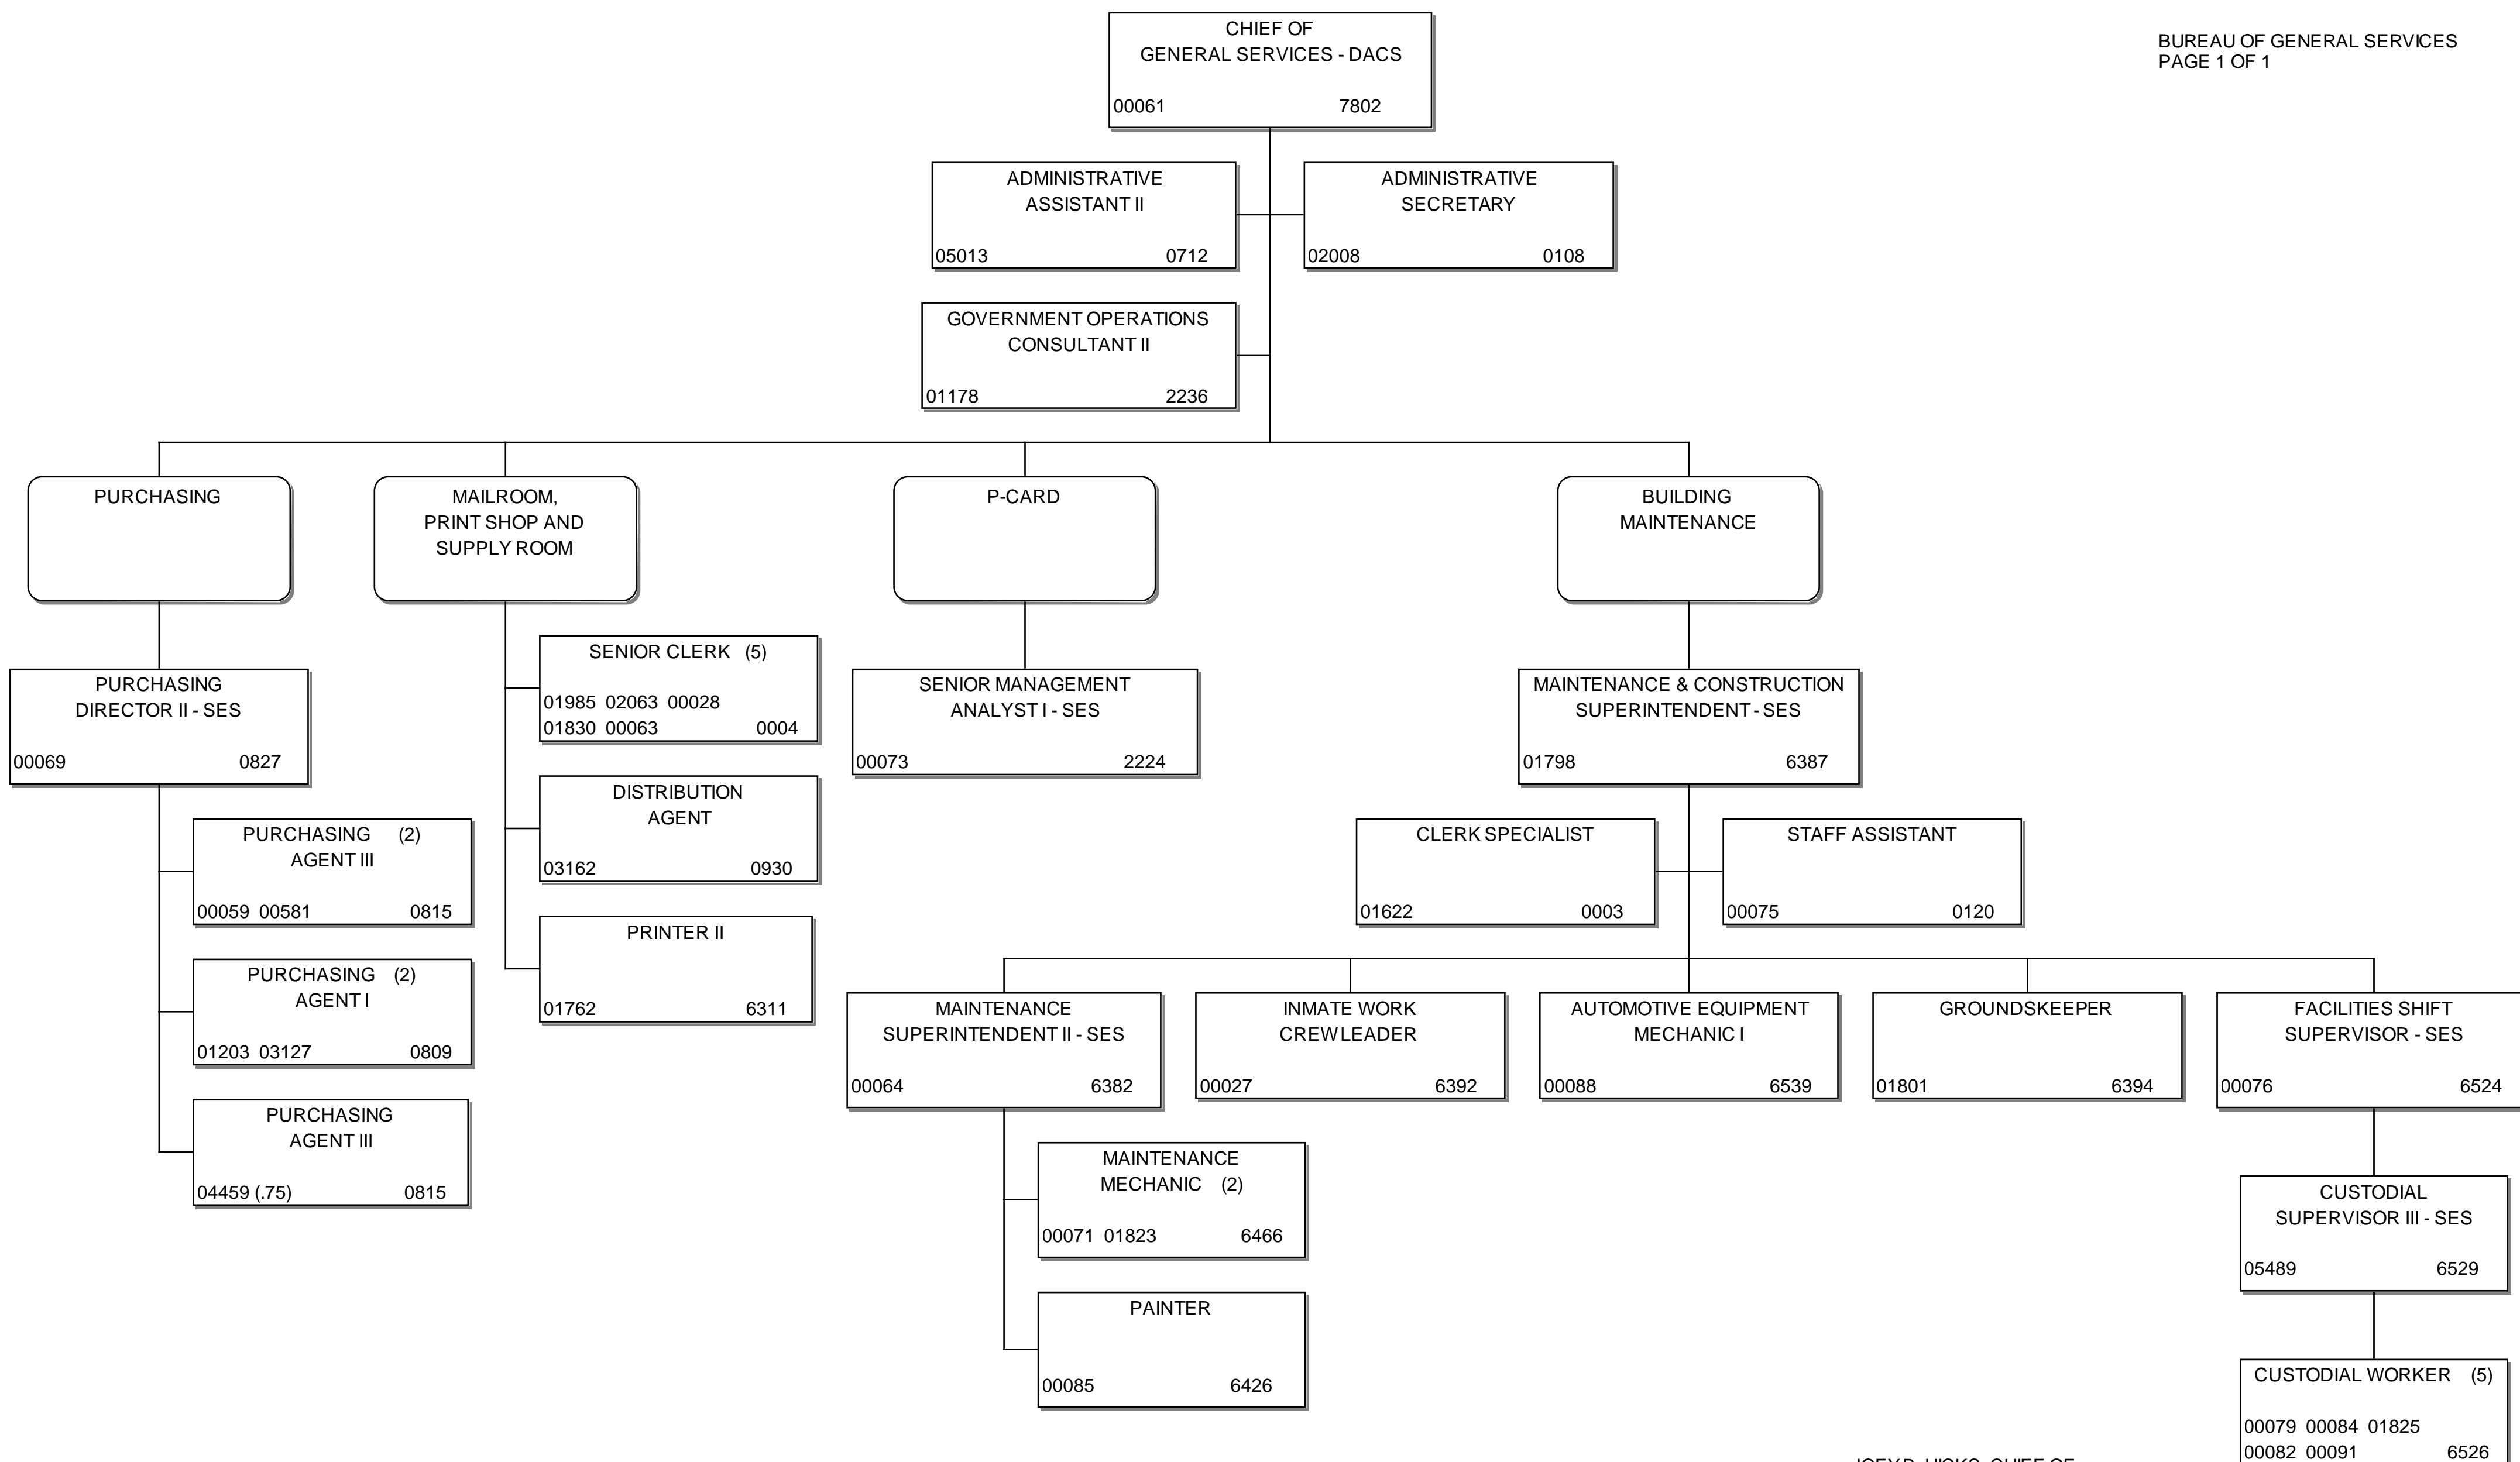 CHIEF OF
GENERAL SERVICES - DACS
00061 7802
BUREAU OF GENERAL SERVICES
PAGE 1 OF 1
ADMINISTRATIVE
ASSISTANT II
05013 0712
ADMINISTRATIVE
SECRETARY
02008 0108
GOVERNMENT OPERATIONS
CONSULTANT II
01178 2236
PURCHASING
MAILROOM,
PRINT SHOP AND
SUPPLY ROOM
P-CARD
BUILDING
MAINTENANCE
PURCHASING
DIRECTOR II - SES
00069 0827
PURCHASING (2)
AGENT III
00059 00581 0815
PURCHASING (2)
AGENT I
01203 03127 0809
PURCHASING
AGENT III
04459 (.75) 0815
SENIOR CLERK (5)
01985 02063 00028
01830 00063 0004
DISTRIBUTION
AGENT
03162 0930
PRINTER II
01762 6311
SENIOR MANAGEMENT
ANALYST I - SES
00073 2224
MAINTENANCE & CONSTRUCTION
SUPERINTENDENT - SES
01798 6387
CLERK SPECIALIST
01622 0003
STAFF ASSISTANT
00075 0120
MAINTENANCE
SUPERINTENDENT II - SES
00064 6382
MAINTENANCE
MECHANIC (2)
00071 01823 6466
PAINTER
00085 6426
INMATE WORK
CREW LEADER
00027 6392
AUTOMOTIVE EQUIPMENT
MECHANIC I
00088 6539
GROUNDSKEEPER
01801 6394
FACILITIES SHIFT
SUPERVISOR - SES
00076 6524
CUSTODIAL
SUPERVISOR III - SES
05489 6529
CUSTODIAL WORKER (5)
00079 00084 01825
00082 00091 6526